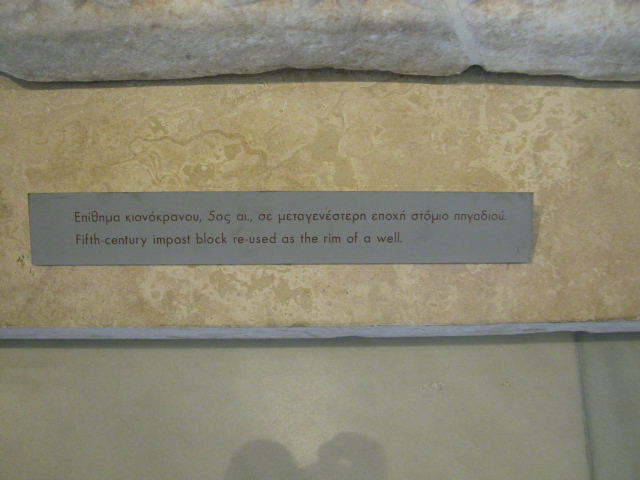 Επίθημα κιονόκρανου, 5ος αι., σε μεταγενέστερη εποχή στόμιο πηγαδιού.
Fifth-century impost block re-used as the rim of a well.